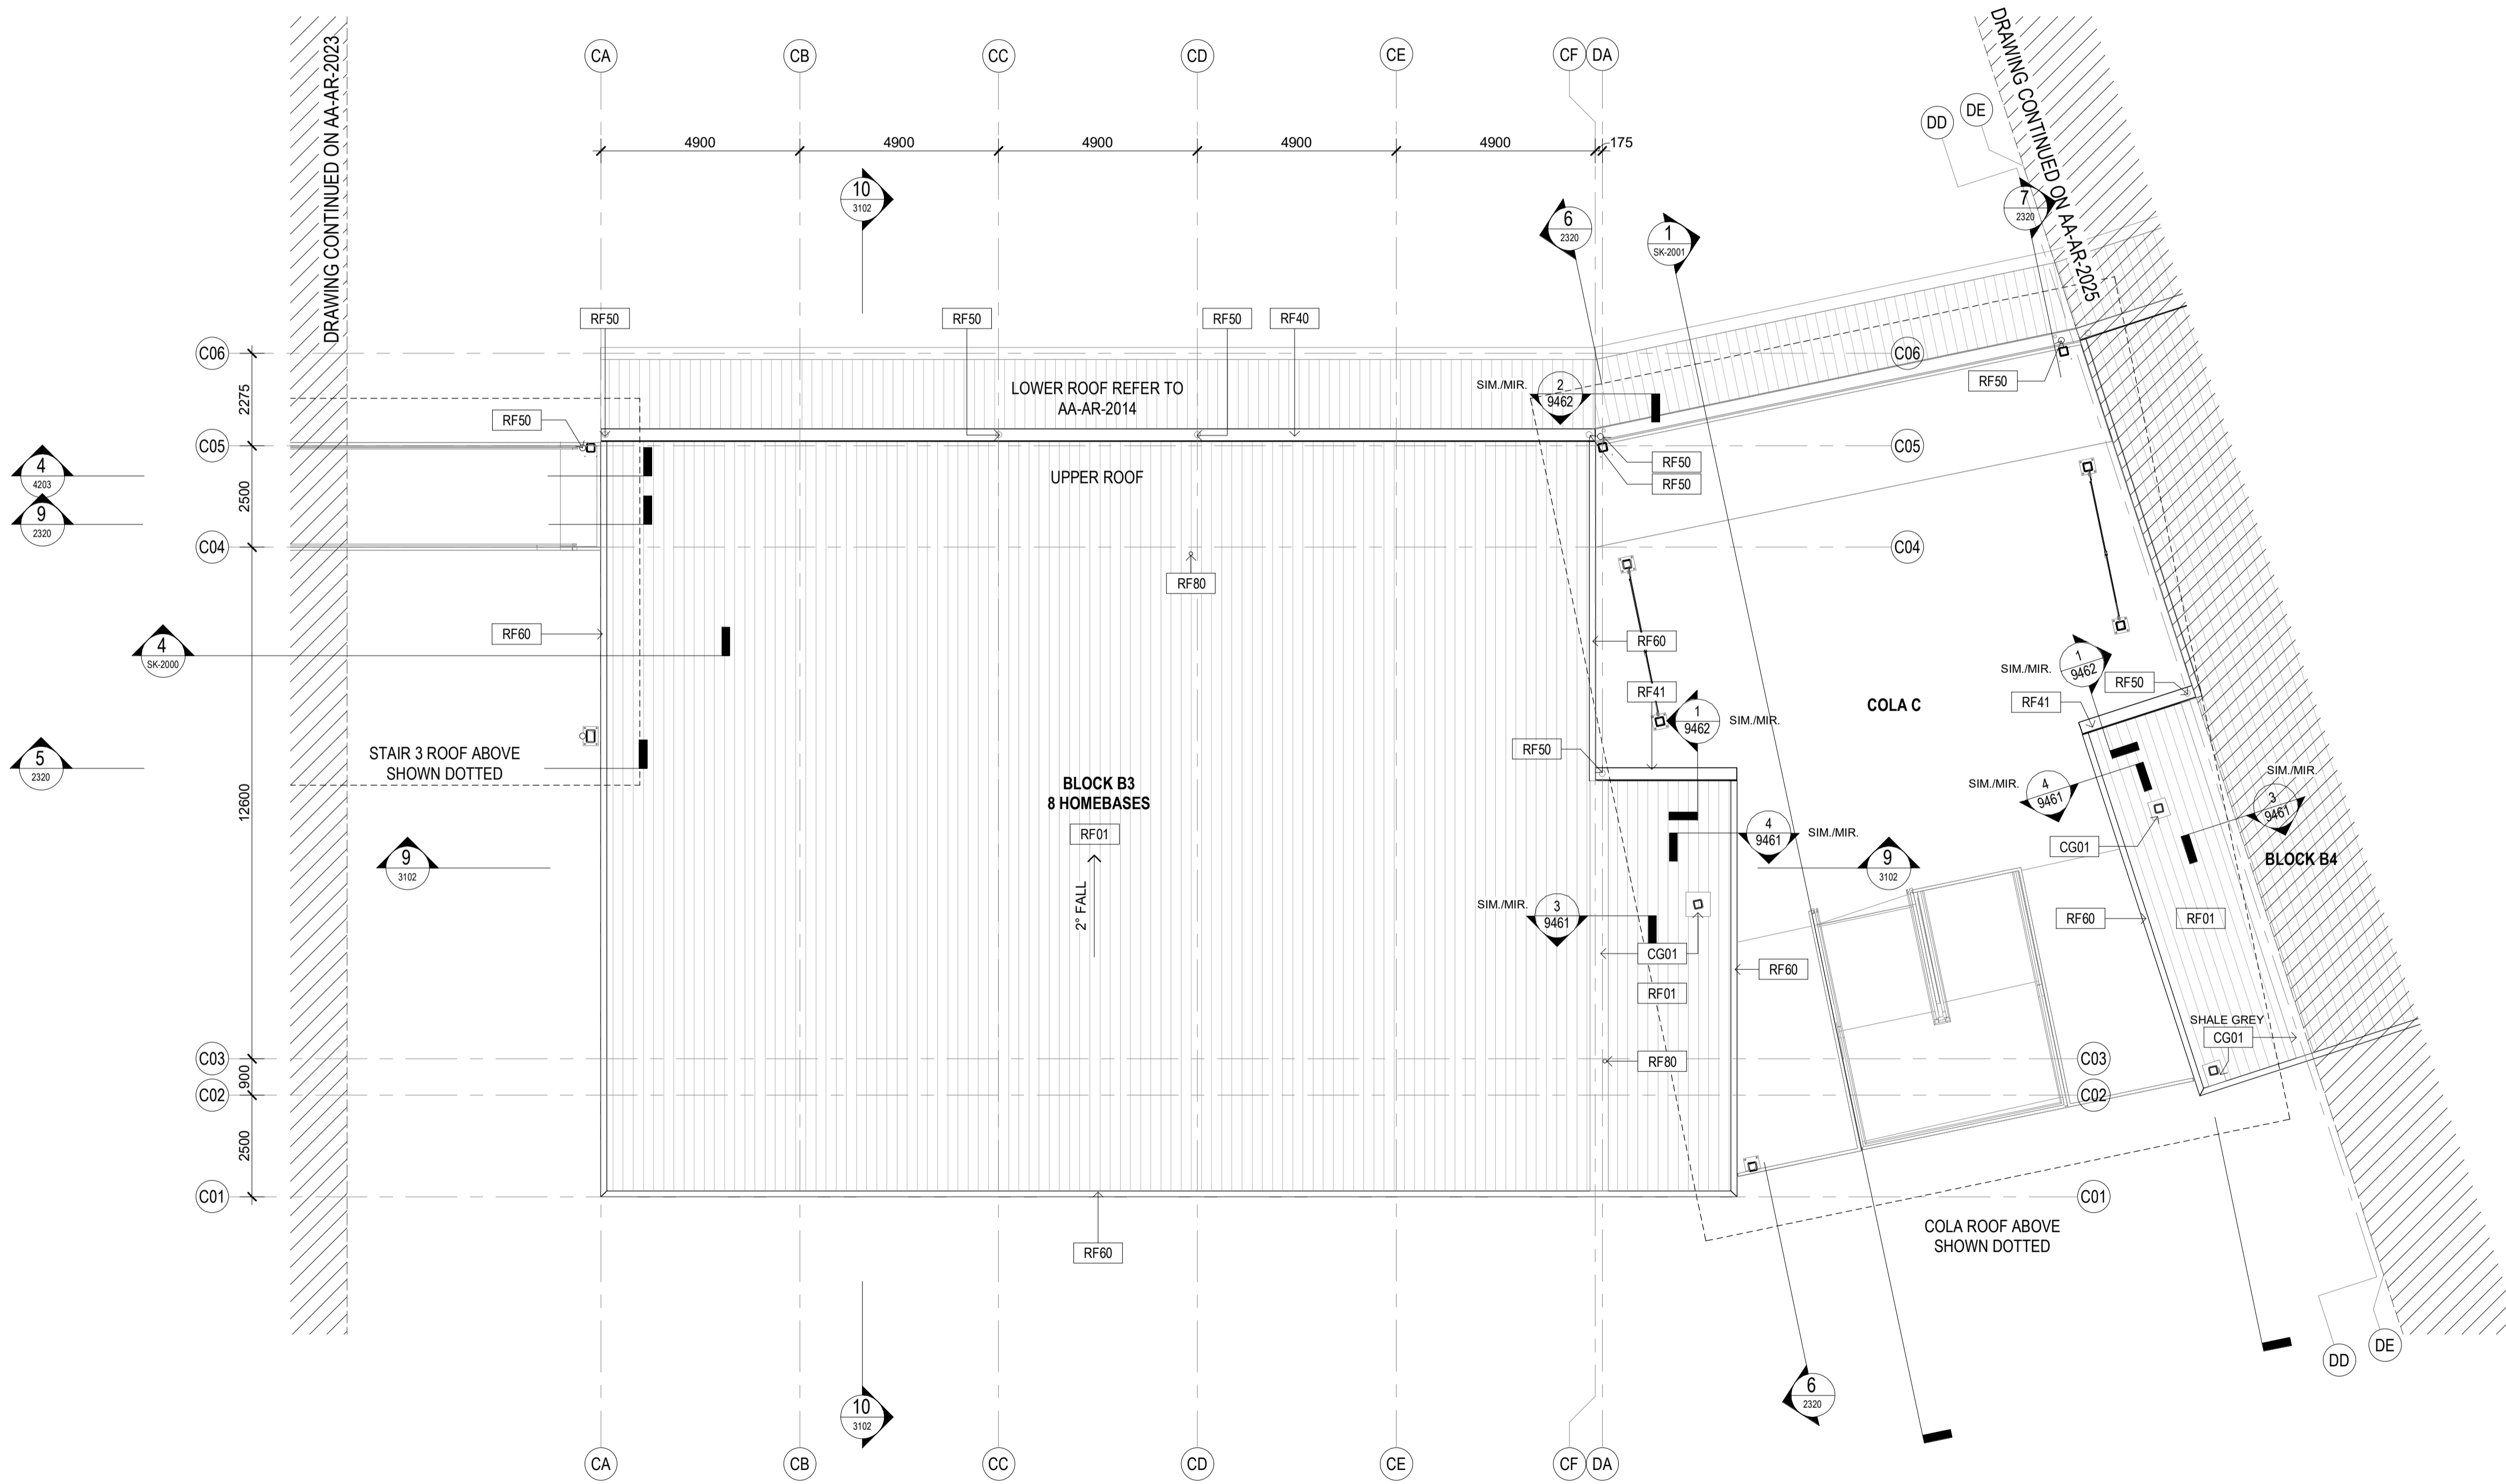 DRAWING CONTINUED ON AA-AR-2023
DRAWING CONTINUED ON AA-AR-2025
CA
CB
CC
CD
CE
CF
DA
DD
DE
4900
4900
4900
4900
4900
175
10
3102
6
2320
1
SK-2001
7
2320
RF50
RF50
RF50
RF40
C06
C06
2275
LOWER ROOF REFER TO
AA-AR-2014
SIM./MIR.
2
9462
RF50
RF50
C05
C05
4
4203
UPPER ROOF
RF50
RF50
2500
9
2320
C04
C04
RF80
RF60
4
SK-2000
RF60
RF41
1
9462
SIM./MIR.
COLA C
SIM./MIR.
1
9462
RF50
RF41
5
2320
STAIR 3 ROOF ABOVE
SHOWN DOTTED
RF50
BLOCK B3
8 HOMEBASES
RF01
2° FALL
12600
SIM./MIR.
4
9461
SIM./MIR.
3
9461
4
9461
SIM./MIR.
CG01
BLOCK B4
9
3102
9
3102
SIM./MIR.
3
9461
CG01
RF60
RF01
RF60
RF01
SHALE GREY
CG01
C03
RF80
C03
900
C02
C02
2500
C01
C01
COLA ROOF ABOVE
SHOWN DOTTED
RF60
DD
DE
10
3102
6
2320
CA
CB
CC
CD
CE
CF
DA